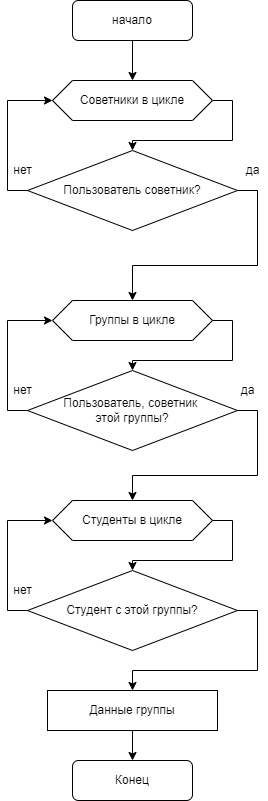 начало
Советники в цикле
нет
да
Пользователь советник?
Группы в цикле
нет
да
Пользователь, советник
этой группы?
Студенты в цикле
нет
Студент с этой группы?
Данные группы
Конец